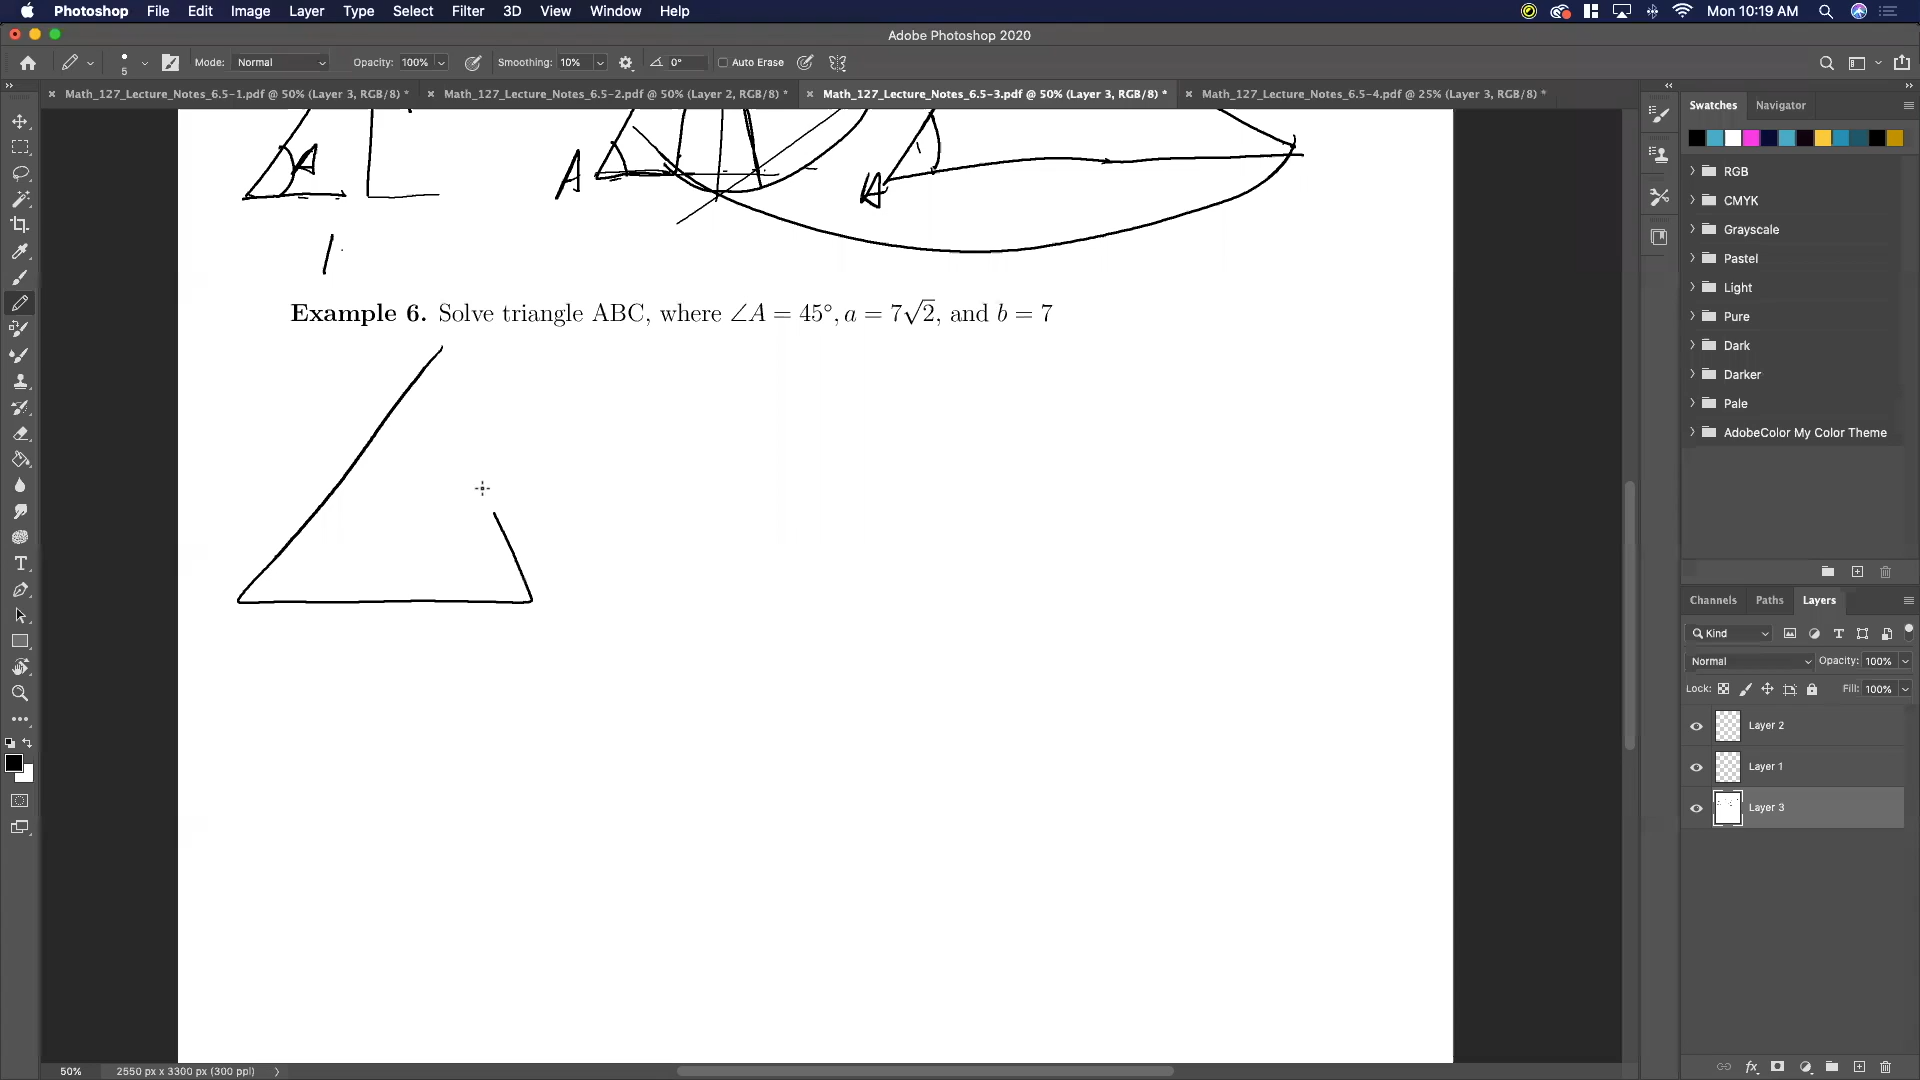 Photoshop File Edit Image Layer Type Select Filter 3D View Window Help Mon 10:19 AM
Adobe Photoshop 2020
5 Mode: Normal Opacity: 100% Smoothing: 10% 0° Auto Erase
Math_127_Lecture_Notes_6.5-1.pdf @ 50% (Layer 3, RGB/8) * Math_127_Lecture_Notes_6.5-2.pdf @ 50% (Layer 2, RGB/8) * Math_127_Lecture_Notes_6.5-3.pdf @ 50% (Layer 3, RGB/8) * Math_127_Lecture_Notes_6.5-4.pdf @ 25% (Layer 3, RGB/8) *
A A A
Example 6. Solve triangle ABC, where ∠A = 45°, a = 7√2, and b = 7
Swatches Navigator
RGB
CMYK
Grayscale
Pastel
Light
Pure
Dark
Darker
Pale
AdobeColor My Color Theme
Channels Paths Layers
Kind
Normal Opacity: 100%
Lock: Fill: 100%
Layer 2
Layer 1
Layer 3
50% 2550 px x 3300 px (300 ppi)